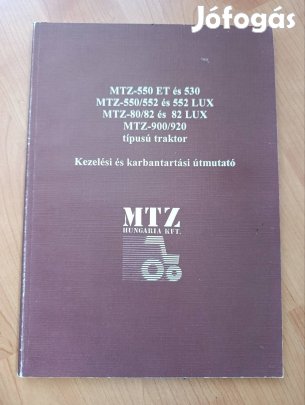 Jófogás
MTZ-550 ET és 530
MTZ-550/552 és 552 LUX
MTZ-80/82 és 82 LUX
MTZ-900/920
típusú traktor
Kezelési és karbantartási útmutató
MTZ
HUNGÁRIA KFT.